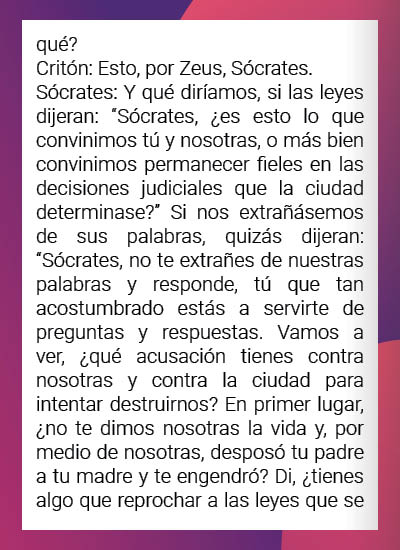 qué?
Critón: Esto, por Zeus, Sócrates.
Sócrates: Y qué diríamos, si las leyes
dijeran: “Sócrates, ¿es esto lo que
convinimos tú y nosotras, o más bien
convinimos permanecer fieles en las
decisiones judiciales que la ciudad
determinase?” Si nos extrañásemos
de sus palabras, quizás dijeran:
“Sócrates, no te extrañes de nuestras
palabras y responde, tú que tan
acostumbrado estás a servirte de
preguntas y respuestas. Vamos a
ver, ¿qué acusación tienes contra
nosotras y contra la ciudad para
intentar destruirnos? En primer lugar,
¿no te dimos nosotras la vida y, por
medio de nosotras, desposó tu padre
a tu madre y te engendró? Di, ¿tienes
algo que reprochar a las leyes que se